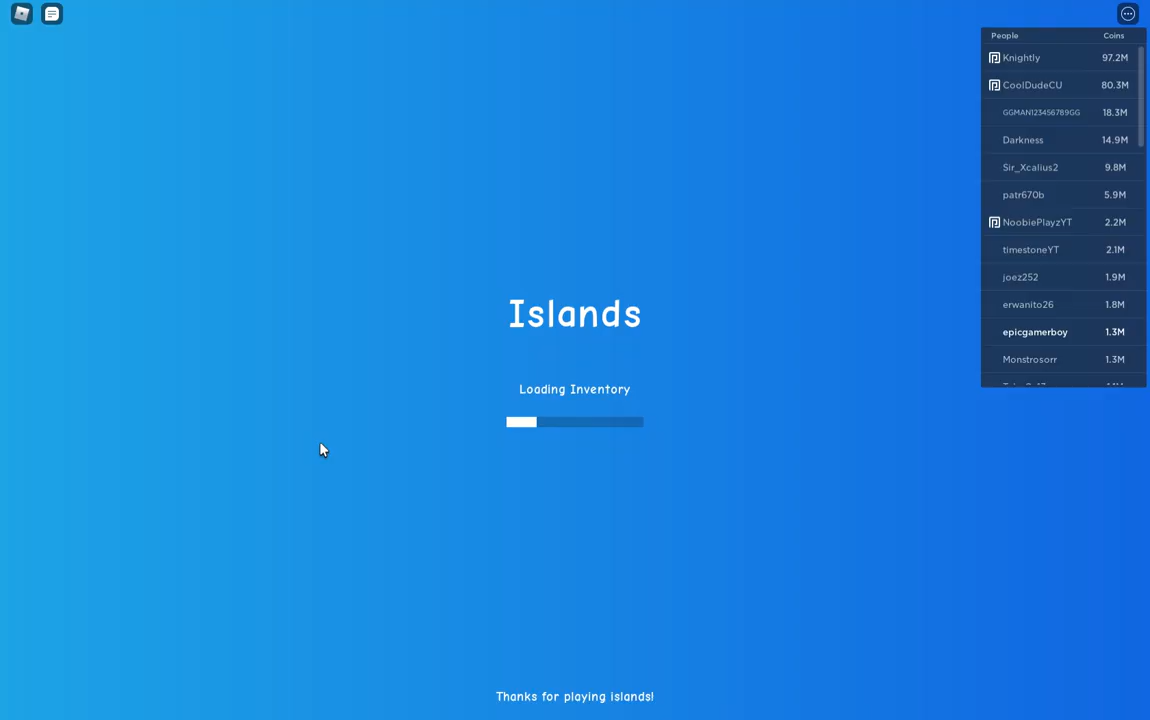 People Coins
Knightly 97.2M
CoolDudeCU 80.3M
GGMAN123456789GG 18.3M
Darkness 14.9M
Sir_Xcalius2 9.8M
patr670b 5.9M
NoobiePlayzYT 2.2M
timestoneYT 2.1M
joez252 1.9M
erwanito26 1.8M
epicgamerboy 1.3M
Monstrosorr 1.3M
Islands
Loading Inventory
Thanks for playing islands!